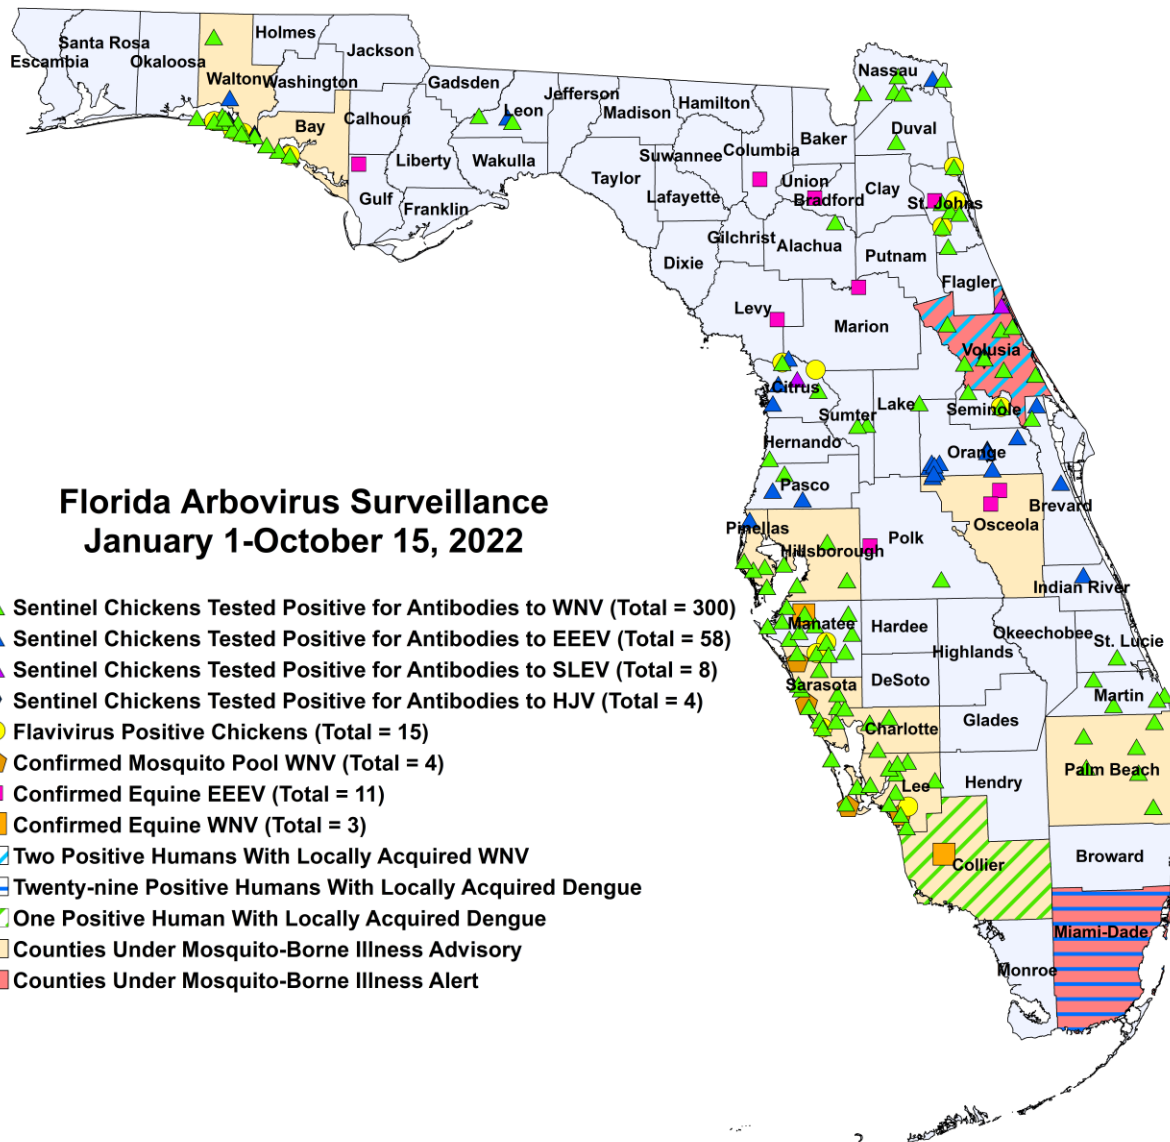 Holmes
Santa Rosa
Jackson
Escambia
Okaloosa
Walton
Washington
Gadsden
Jefferson
Leon
Madison
Hamilton
Nassau
Bay
Calhoun
Duval
Baker
Columbia
Suwannee
Liberty
Wakulla
Taylor
Union
Clay
Lafayette
Bradford
St. Johns
Gulf
Franklin
Gilchrist
Alachua
Putnam
Dixie
Flagler
Levy
Marion
Volusia
Citrus
Lake
Seminole
Sumter
Hernando
Orange
Pasco
Brevard
Osceola
Pinellas
Hillsborough
Polk
Indian River
Manatee
Hardee
Okeechobee
St. Lucie
Highlands
DeSoto
Sarasota
Martin
Glades
Charlotte
Palm Beach
Hendry
Lee
Broward
Collier
Miami-Dade
Monroe
Florida Arbovirus Surveillance
January 1-October 15, 2022
Sentinel Chickens Tested Positive for Antibodies to WNV (Total = 300)
Sentinel Chickens Tested Positive for Antibodies to EEEV (Total = 58)
Sentinel Chickens Tested Positive for Antibodies to SLEV (Total = 8)
Sentinel Chickens Tested Positive for Antibodies to HJV (Total = 4)
Flavivirus Positive Chickens (Total = 15)
Confirmed Mosquito Pool WNV (Total = 4)
Confirmed Equine EEEV (Total = 11)
Confirmed Equine WNV (Total = 3)
Two Positive Humans With Locally Acquired WNV
Twenty-nine Positive Humans With Locally Acquired Dengue
One Positive Human With Locally Acquired Dengue
Counties Under Mosquito-Borne Illness Advisory
Counties Under Mosquito-Borne Illness Alert